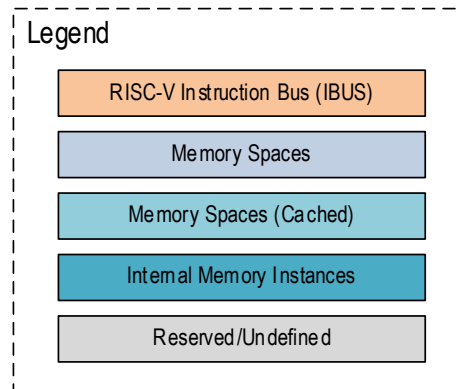 Legend
RISC-V Instruction Bus (IBUS)
Memory Spaces
Memory Spaces (Cached)
Internal Memory Instances
Reserved/Undefined